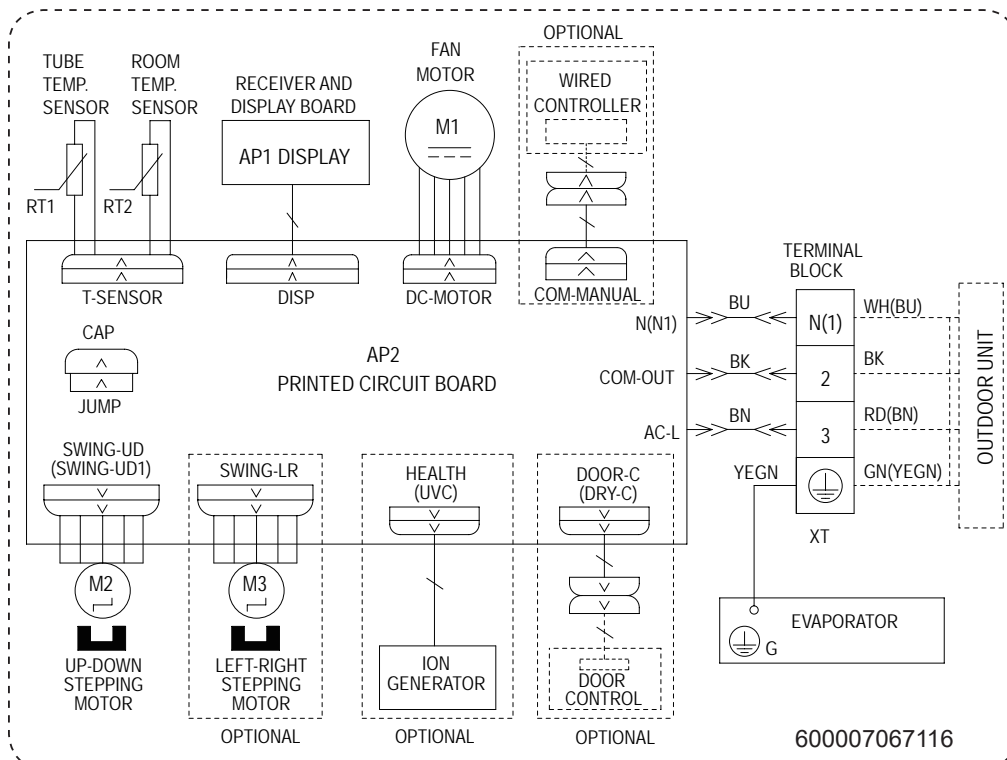 TUBE
TEMP.
SENSOR
ROOM
TEMP.
SENSOR
RECEIVER AND
DISPLAY BOARD
AP1 DISPLAY
FAN
MOTOR
M1
OPTIONAL
WIRED
CONTROLLER
RT1
RT2
T-SENSOR
DISP
DC-MOTOR
COM-MANUAL
TERMINAL
BLOCK
N(N1)
BU
N(1)
WH(BU)
COM-OUT
BK
2
BK
AC-L
BN
3
RD(BN)
YEGN
GN(YEGN)
XT
OUTDOOR UNIT
CAP
JUMP
AP2
PRINTED CIRCUIT BOARD
SWING-UD
(SWING-UD1)
SWING-LR
HEALTH
(UVC)
DOOR-C
(DRY-C)
M2
M3
UP-DOWN
STEPPING
MOTOR
LEFT-RIGHT
STEPPING
MOTOR
ION
GENERATOR
DOOR
CONTROL
OPTIONAL
OPTIONAL
OPTIONAL
EVAPORATOR
G
600007067116